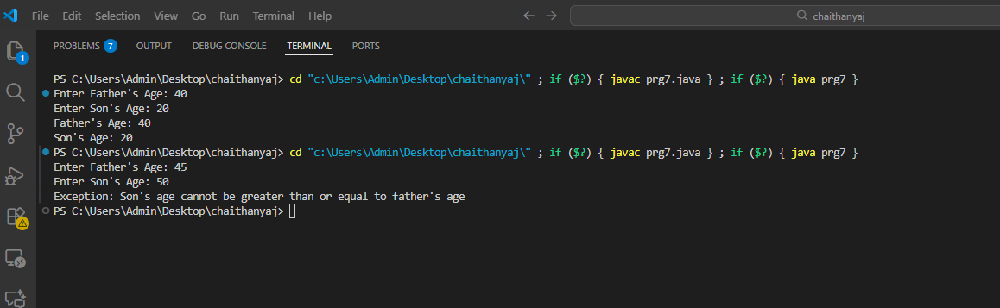 File Edit Selection View Go Run Terminal Help
chaithanyaj
PROBLEMS 7 OUTPUT DEBUG CONSOLE TERMINAL PORTS
1
PS C:\Users\Admin\Desktop\chaithanyaj> cd "c:\Users\Admin\Desktop\chaithanyaj\" ; if ($?) { javac prg7.java } ; if ($?) { java prg7 }
Enter Father's Age: 40
Enter Son's Age: 20
Father's Age: 40
Son's Age: 20
PS C:\Users\Admin\Desktop\chaithanyaj> cd "c:\Users\Admin\Desktop\chaithanyaj\" ; if ($?) { javac prg7.java } ; if ($?) { java prg7 }
Enter Father's Age: 45
Enter Son's Age: 50
Exception: Son's age cannot be greater than or equal to father's age
PS C:\Users\Admin\Desktop\chaithanyaj>